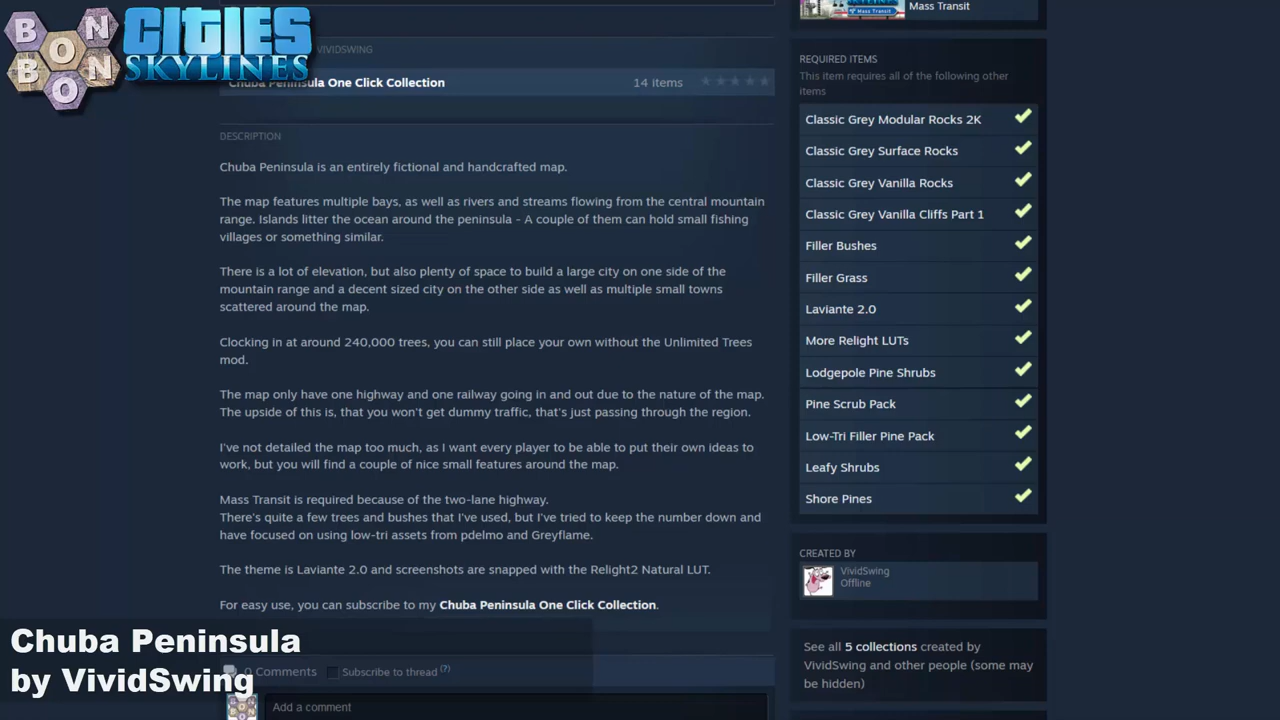 BON
BON
CITIES
SKYLINES
VIVIDSWING
Chuba Peninsula One Click Collection
14 items
DESCRIPTION
Chuba Peninsula is an entirely fictional and handcrafted map.
The map features multiple bays, as well as rivers and streams flowing from the central mountain
range. Islands litter the ocean around the peninsula - A couple of them can hold small fishing
villages or something similar.
There is a lot of elevation, but also plenty of space to build a large city on one side of the
mountain range and a decent sized city on the other side as well as multiple small towns
scattered around the map.
Clocking in at around 240,000 trees, you can still place your own without the Unlimited Trees
mod.
The map only have one highway and one railway going in and out due to the nature of the map.
The upside of this is, that you won't get dummy traffic, that's just passing through the region.
I've not detailed the map too much, as I want every player to be able to put their own ideas to
work, but you will find a couple of nice small features around the map.
Mass Transit is required because of the two-lane highway.
There's quite a few trees and bushes that I've used, but I've tried to keep the number down and
have focused on using low-tri assets from pdelmo and Greyflame.
The theme is Laviante 2.0 and screenshots are snapped with the Relight2 Natural LUT.
For easy use, you can subscribe to my Chuba Peninsula One Click Collection.
0 Comments
Subscribe to thread (?)
Add a comment
Mass Transit
REQUIRED ITEMS
This item requires all of the following other
items
Classic Grey Modular Rocks 2K
Classic Grey Surface Rocks
Classic Grey Vanilla Rocks
Classic Grey Vanilla Cliffs Part 1
Filler Bushes
Filler Grass
Laviante 2.0
More Relight LUTs
Lodgepole Pine Shrubs
Pine Scrub Pack
Low-Tri Filler Pine Pack
Leafy Shrubs
Shore Pines
CREATED BY
VividSwing
Offline
See all 5 collections created by
VividSwing and other people (some may
be hidden)
Chuba Peninsula
by VividSwing